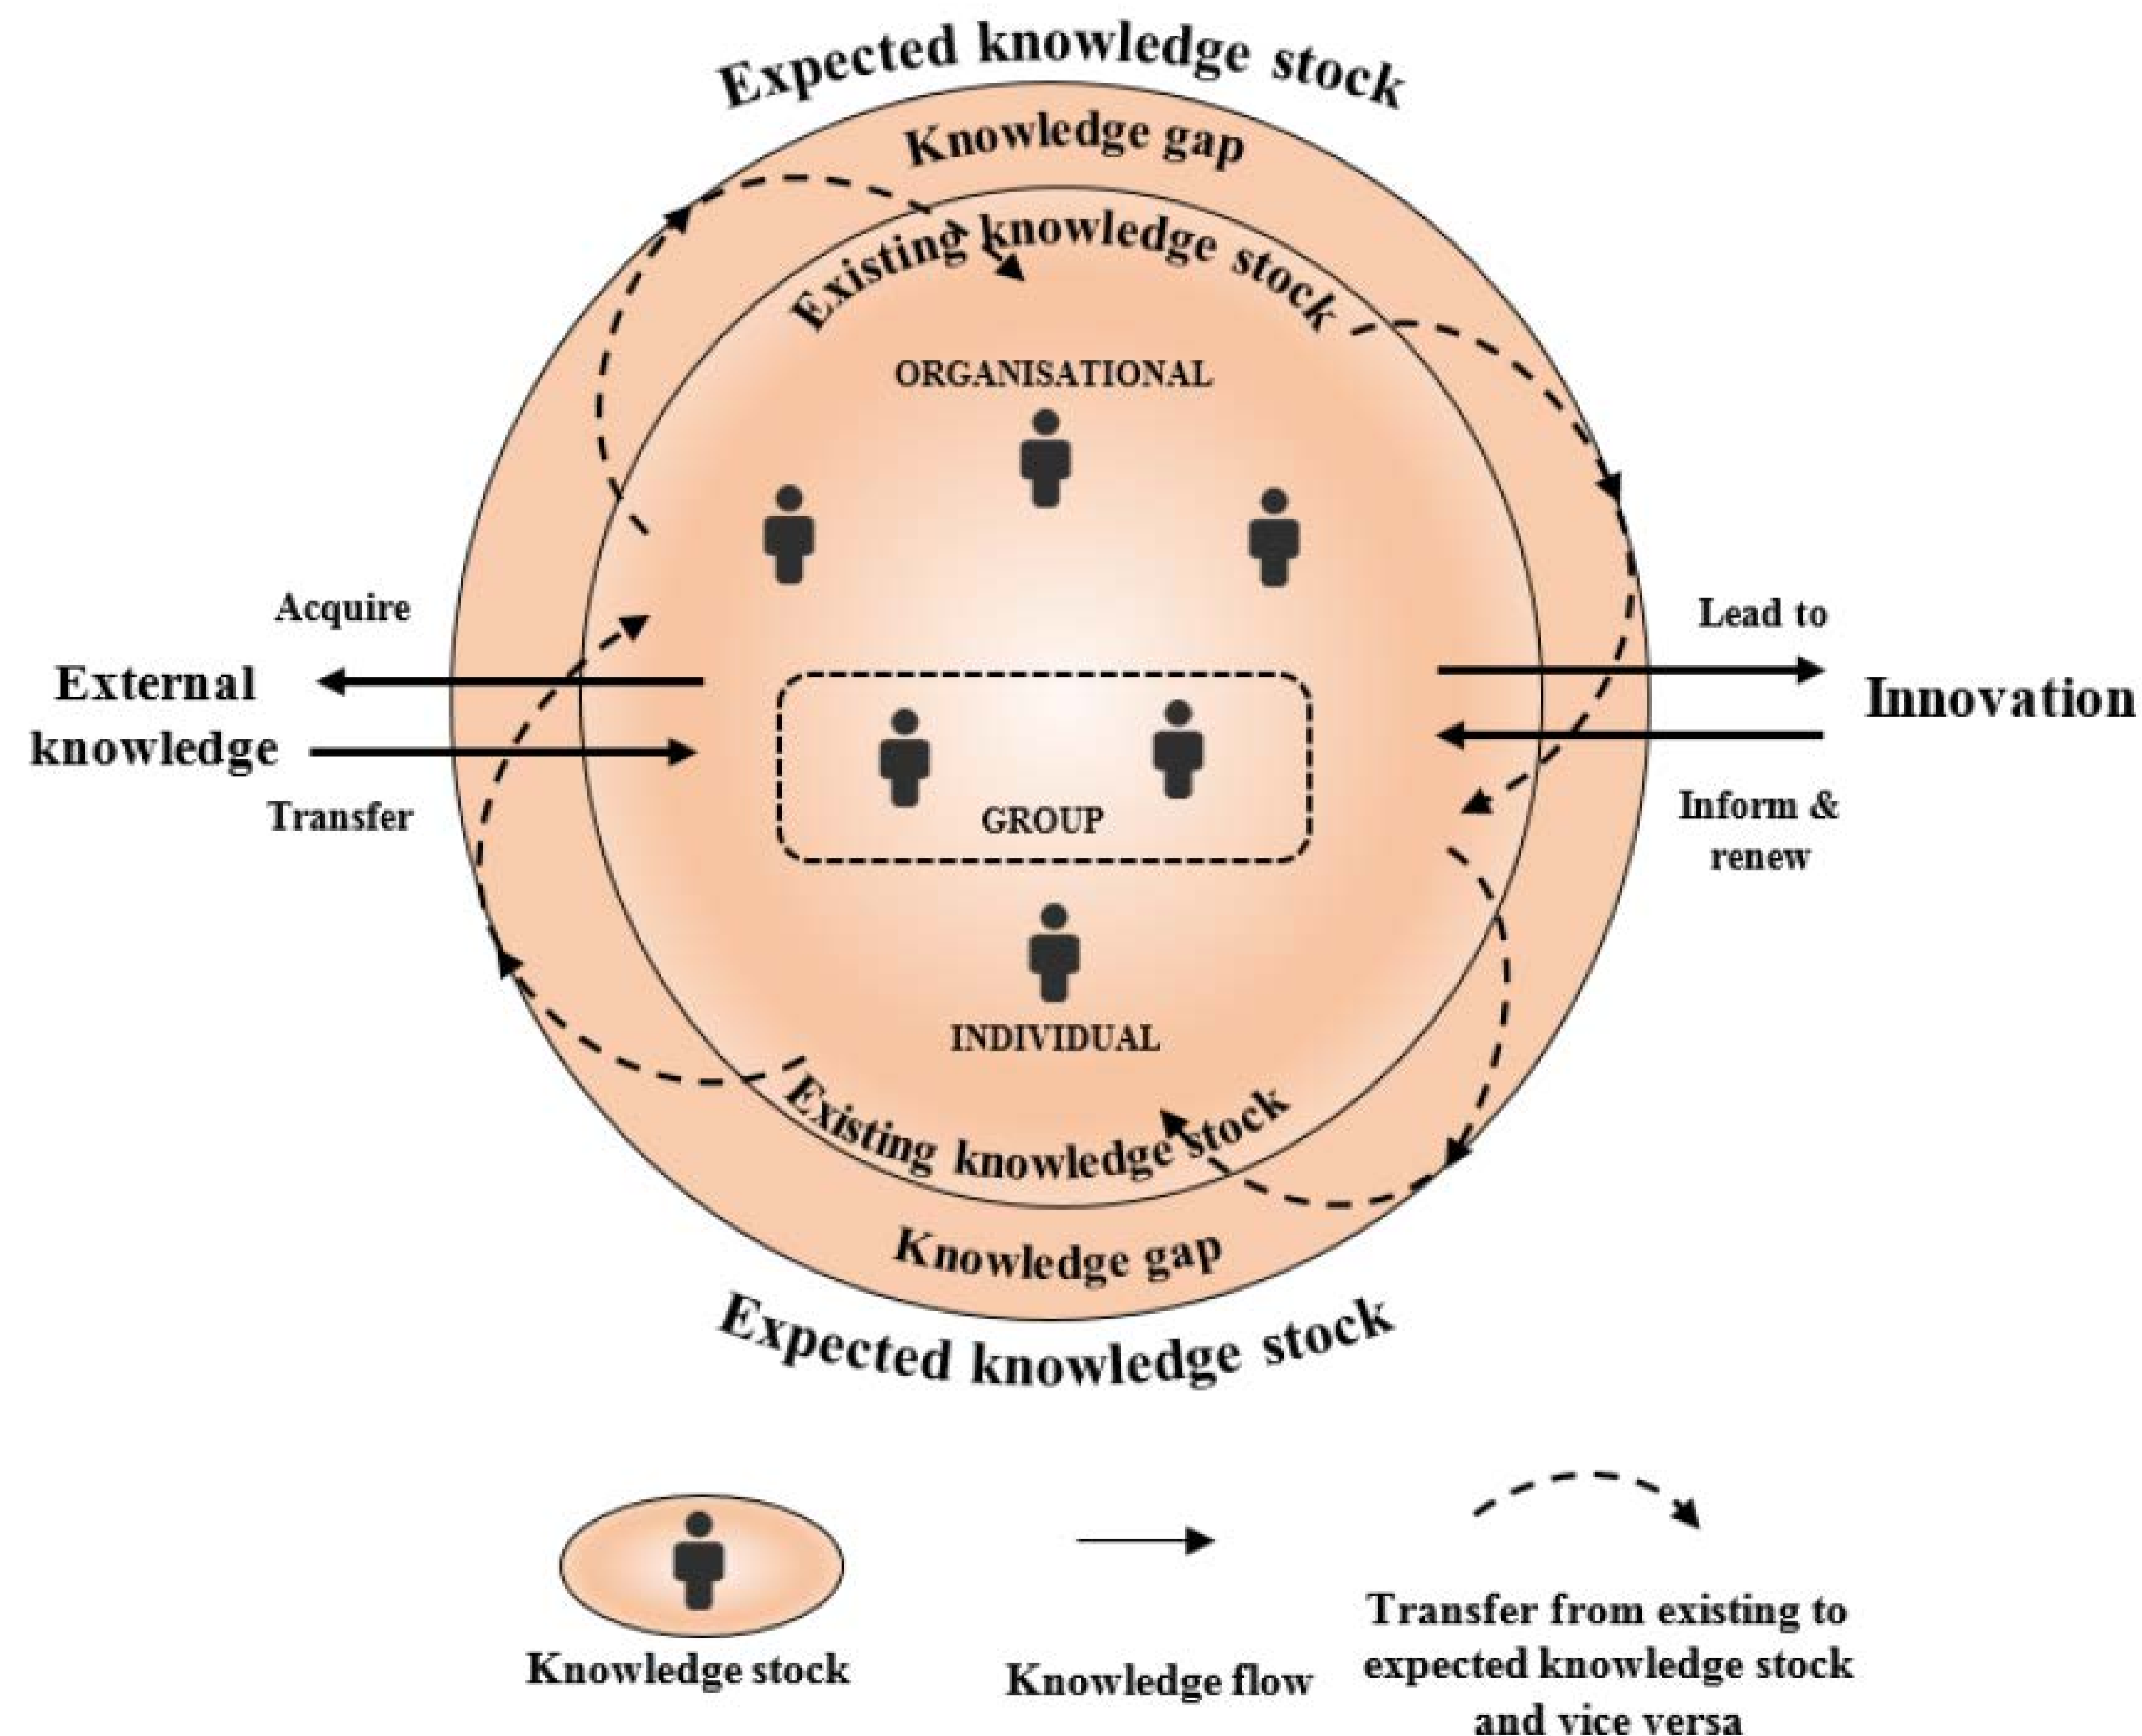 Expected knowledge stock
Knowledge gap
Existing knowledge stock
ORGANISATIONAL
Acquire
External
knowledge
Transfer
Lead to
Innovation
Inform &
renew
GROUP
INDIVIDUAL
Existing knowledge stock
Knowledge gap
Expected knowledge stock
Knowledge stock
Knowledge flow
Transfer from existing to
expected knowledge stock
and vice versa